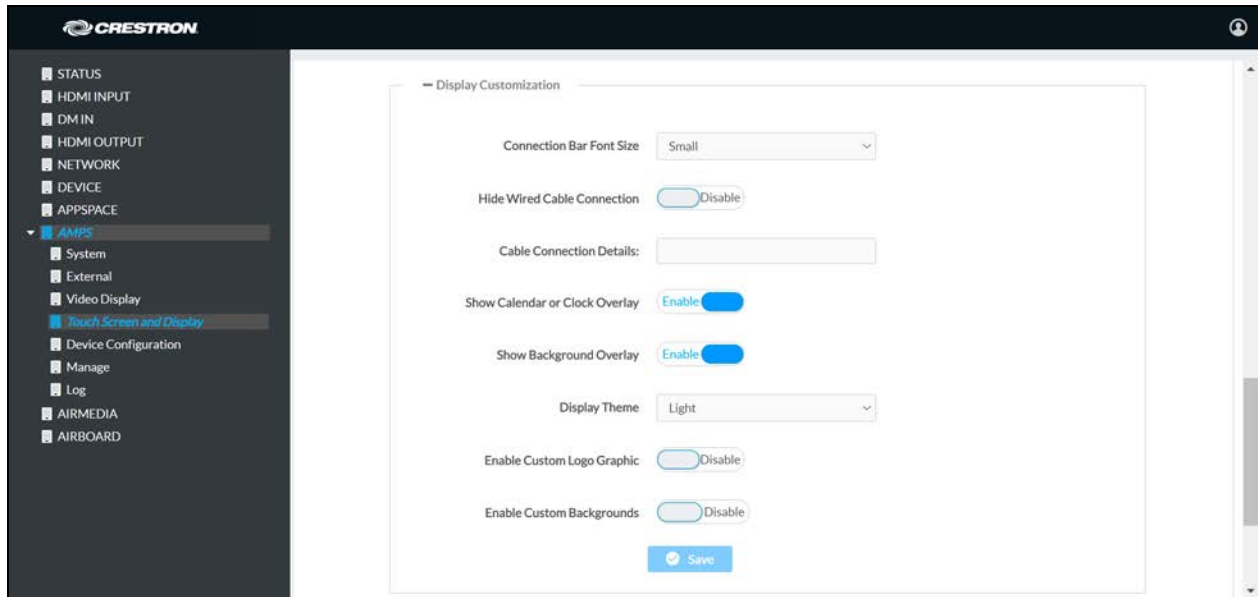 CRESTRON
STATUS
HDMI INPUT
DM IN
HDMI OUTPUT
NETWORK
DEVICE
APPSPACE
AMPS
System
External
Video Display
Touch Screen and Display
Device Configuration
Manage
Log
AIRMEDIA
AIRBOARD
Display Customization
Connection Bar Font Size Small
Hide Wired Cable Connection Disable
Cable Connection Details:
Show Calendar or Clock Overlay Enable
Show Background Overlay Enable
Display Theme Light
Enable Custom Logo Graphic Disable
Enable Custom Backgrounds Disable
Save